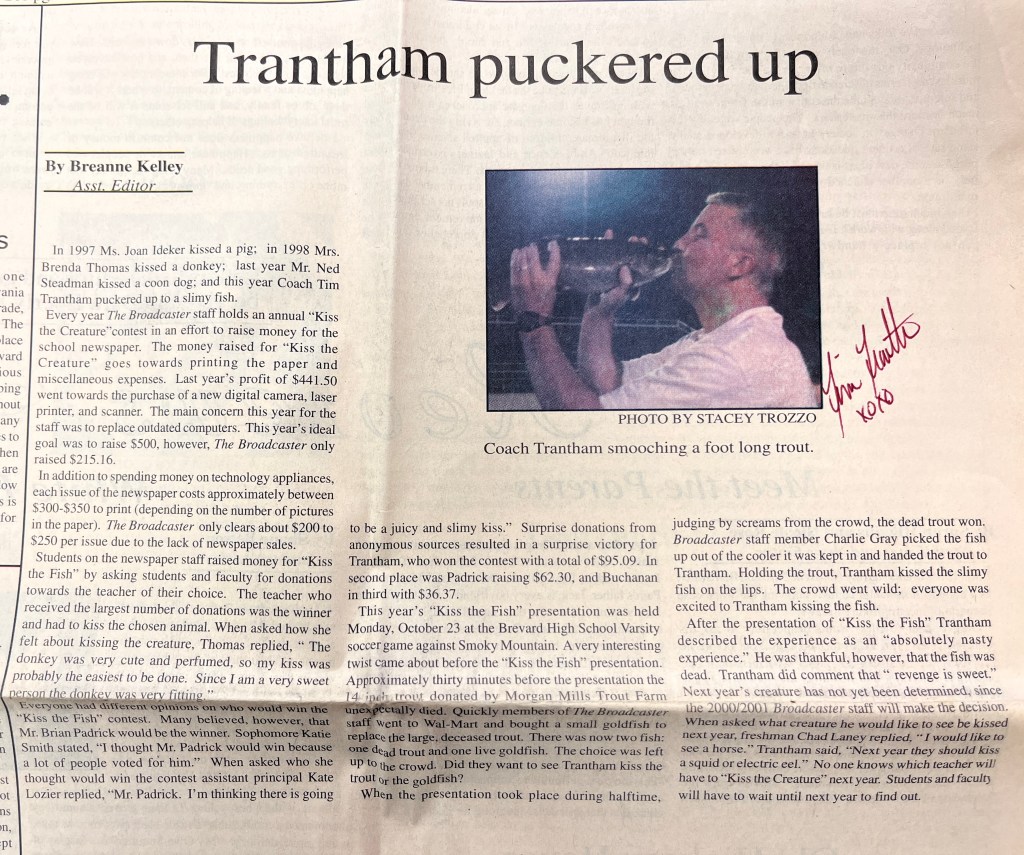 Trantham puckered up
By Breanne Kelley
Asst. Editor
In 1997 Ms. Joan Ideker kissed a pig; in 1998 Mrs.
Brenda Thomas kissed a donkey; last year Mr. Ned
Steadman kissed a coon dog; and this year Coach Tim
Trantham puckered up to a slimy fish.
Every year The Broadcaster staff holds an annual “Kiss
the Creature”contest in an effort to raise money for the
school newspaper. The money raised for “Kiss the
Creature” goes towards printing the paper and
miscellaneous expenses. Last year’s profit of $441.50
went towards the purchase of a new digital camera, laser
printer, and scanner. The main concern this year for the
staff was to replace outdated computers. This year’s ideal
goal was to raise $500, however, The Broadcaster only
raised $215.16.
In addition to spending money on technology appliances,
each issue of the newspaper costs approximately between
$300-$350 to print (depending on the number of pictures
in the paper). The Broadcaster only clears about $200 to
$250 per issue due to the lack of newspaper sales.
Students on the newspaper staff raised money for “Kiss
the Fish” by asking students and faculty for donations
towards the teacher of their choice. The teacher who
received the largest number of donations was the winner
and had to kiss the chosen animal. When asked how she
felt about kissing the creature, Thomas replied, “ The
donkey was very cute and perfumed, so my kiss was
probably the easiest to be done. Since I am a very sweet
person the donkey was very fitting.”
Everyone had different opinions on who would win the
“Kiss the Fish” contest. Many believed, however, that
Mr. Brian Padrick would be the winner. Sophomore Katie
Smith stated, “I thought Mr. Padrick would win because
a lot of people voted for him.” When asked who she
thought would win the contest assistant principal Kate
Lozier replied, “Mr. Padrick. I’m thinking there is going
PHOTO BY STACEY TROZZO
Coach Trantham smooching a foot long trout.
Tim Trantham
xoxo
to be a juicy and slimy kiss.” Surprise donations from
anonymous sources resulted in a surprise victory for
Trantham, who won the contest with a total of $95.09. In
second place was Padrick raising $62.30, and Buchanan
in third with $36.37.
This year’s “Kiss the Fish” presentation was held
Monday, October 23 at the Brevard High School Varsity
soccer game against Smoky Mountain. A very interesting
twist came about before the “Kiss the Fish” presentation.
Approximately thirty minutes before the presentation the
14 inch trout donated by Morgan Mills Trout Farm
unexpectally died. Quickly members of The Broadcaster
staff went to Wal-Mart and bought a small goldfish to
replace the large, deceased trout. There was now two fish:
one dead trout and one live goldfish. The choice was left
up to the crowd. Did they want to see Trantham kiss the
trout or the goldfish?
When the presentation took place during halftime,
judging by screams from the crowd, the dead trout won.
Broadcaster staff member Charlie Gray picked the fish
up out of the cooler it was kept in and handed the trout to
Trantham. Holding the trout, Trantham kissed the slimy
fish on the lips. The crowd went wild; everyone was
excited to Trantham kissing the fish.
After the presentation of “Kiss the Fish” Trantham
described the experience as an “absolutely nasty
experience.” He was thankful, however, that the fish was
dead. Trantham did comment that “ revenge is sweet.”
Next year’s creature has not yet been determined, since
the 2000/2001 Broadcaster staff will make the decision.
When asked what creature he would like to see be kissed
next year, freshman Chad Laney replied, “ I would like to
see a horse.” Trantham said, “Next year they should kiss
a squid or electric eel.” No one knows which teacher will
have to “Kiss the Creature” next year. Students and faculty
will have to wait until next year to find out.